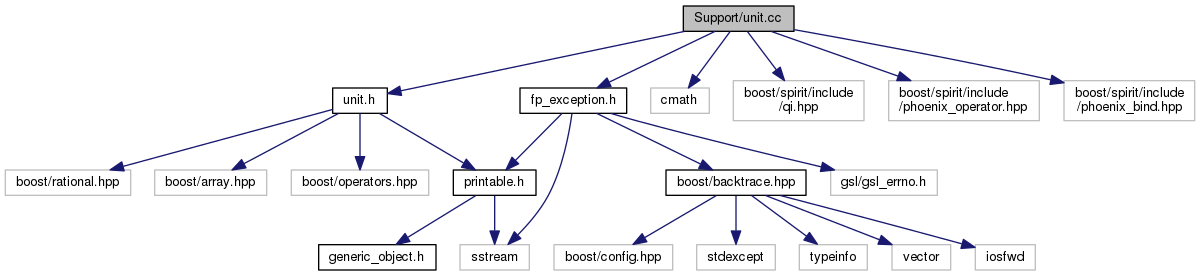 Support/unit.cc
unit.h
fp_exception.h
cmath
boost/spirit/include
/qi.hpp
boost/spirit/include
/phoenix_operator.hpp
boost/spirit/include
/phoenix_bind.hpp
boost/rational.hpp
boost/array.hpp
boost/operators.hpp
printable.h
boost/backtrace.hpp
gsl/gsl_errno.h
generic_object.h
sstream
boost/config.hpp
stdexcept
typeinfo
vector
iosfwd